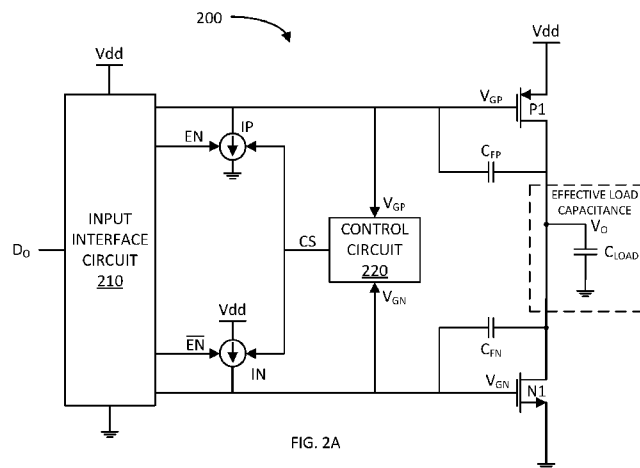 200
Vdd
Vdd
VGP
P1
EN
IP
CFP
VGP
EFFECTIVE LOAD
CAPACITANCE
INPUT
INTERFACE
CIRCUIT
210
DO
CS
CONTROL
CIRCUIT
220
VO
CLOAD
VGN
Vdd
EN
IN
CFN
VGN
N1
FIG. 2A